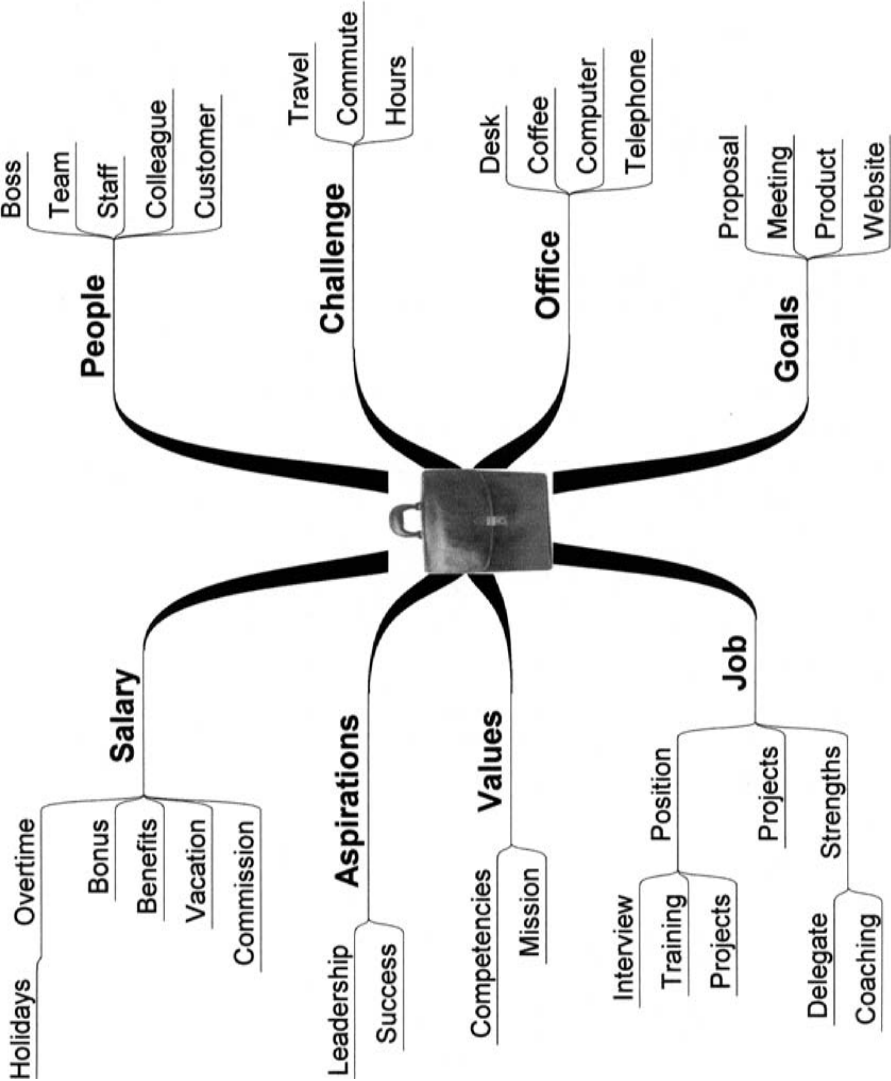 People
Boss
Team
Staff
Colleague
Customer
Challenge
Travel
Commute
Hours
Office
Desk
Coffee
Computer
Telephone
Goals
Proposal
Meeting
Product
Website
Salary
Overtime
Holidays
Bonus
Benefits
Vacation
Commission
Aspirations
Leadership
Success
Values
Competencies
Mission
Job
Position
Interview
Training
Projects
Projects
Strengths
Delegate
Coaching